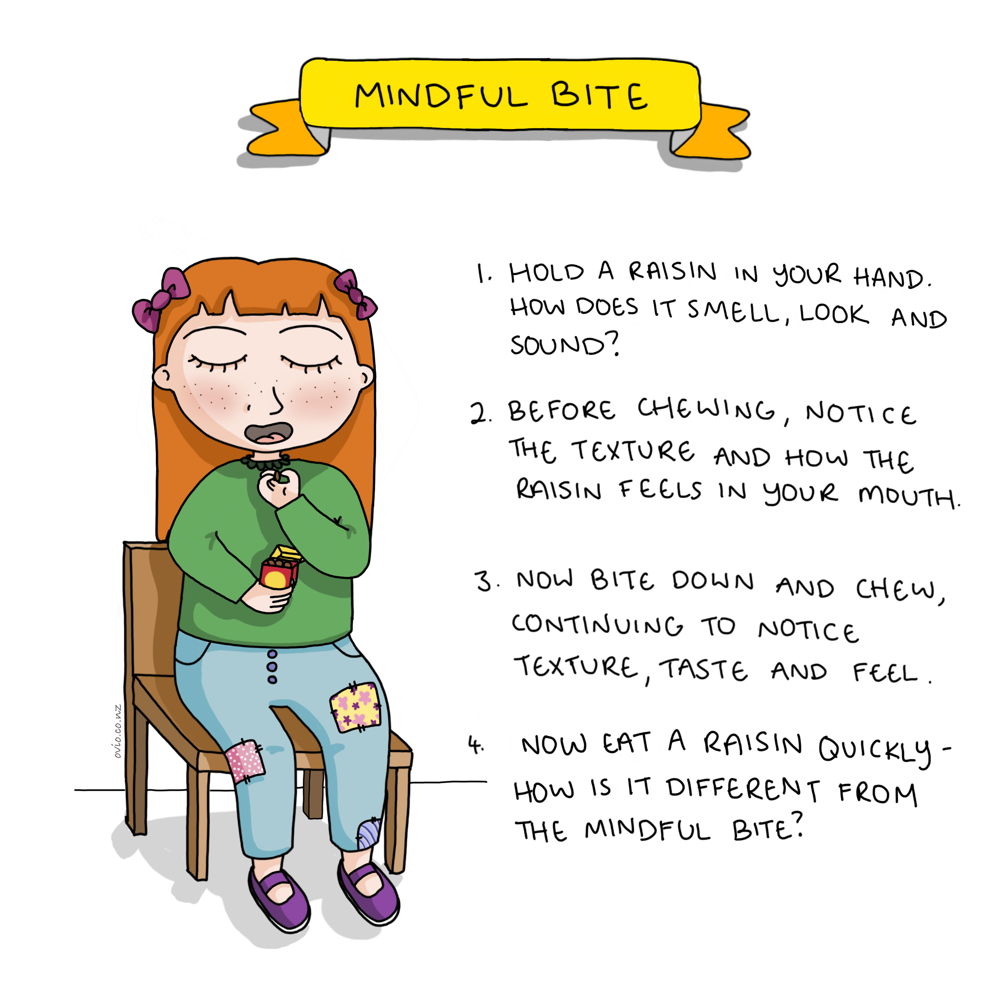 MINDFUL BITE
1. HOLD A RAISIN IN YOUR HAND.
HOW DOES IT SMELL, LOOK AND
SOUND?
2. BEFORE CHEWING, NOTICE
THE TEXTURE AND HOW THE
RAISIN FEELS IN YOUR MOUTH.
3. NOW BITE DOWN AND CHEW,
CONTINUING TO NOTICE
TEXTURE, TASTE AND FEEL.
4. NOW EAT A RAISIN QUICKLY -
HOW IS IT DIFFERENT FROM
THE MINDFUL BITE?
ovio.co.nz